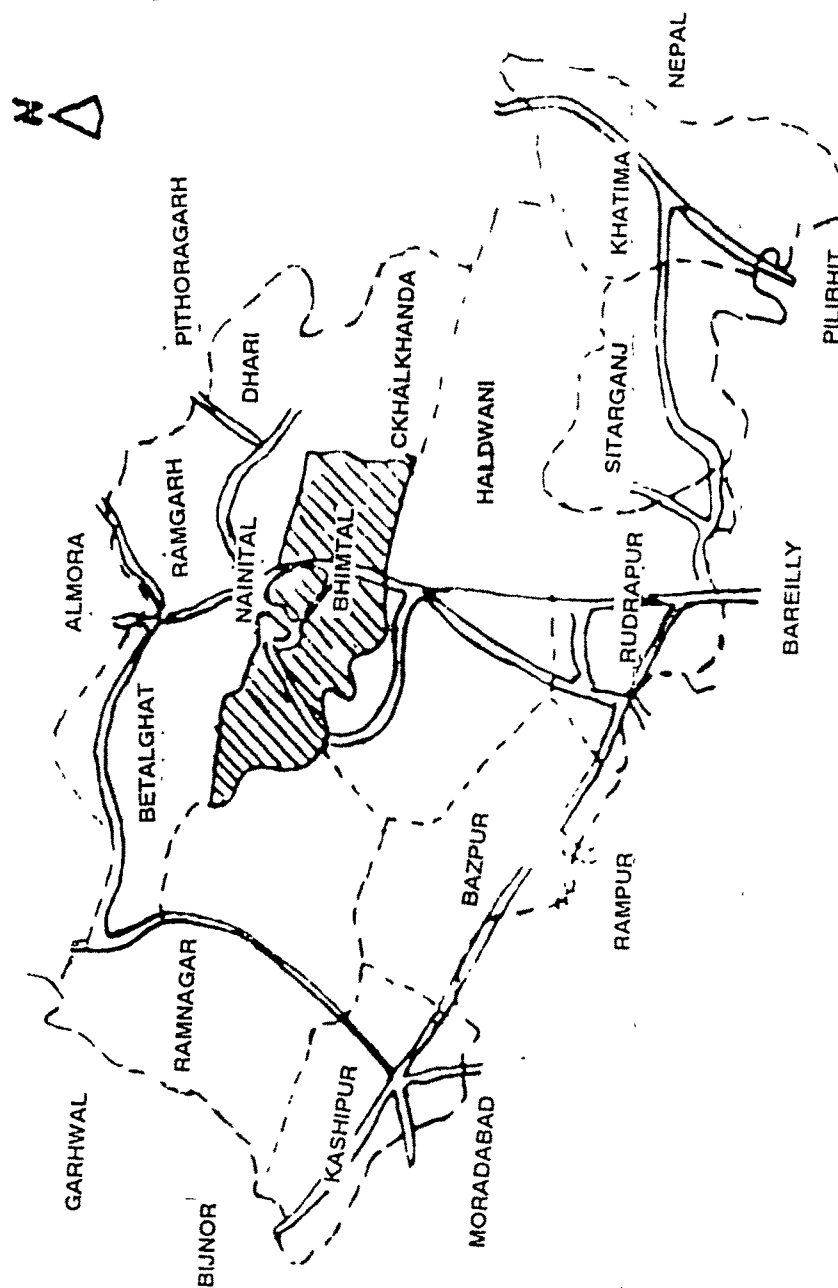 N
GARHWAL
ALMORA
PITHORAGARH
BIJNOR
RAMNAGAR
BETALGHAT
RAMGARH
DHARI
NAINITAL
BHIMTAL
CKHALKHANDA
HALDWANI
KASHIPUR
BAZPUR
RUDRAPUR
SITARGANJ
KHATIMA
NEPAL
MORADABAD
RAMPUR
BAREILLY
PILIBHIT